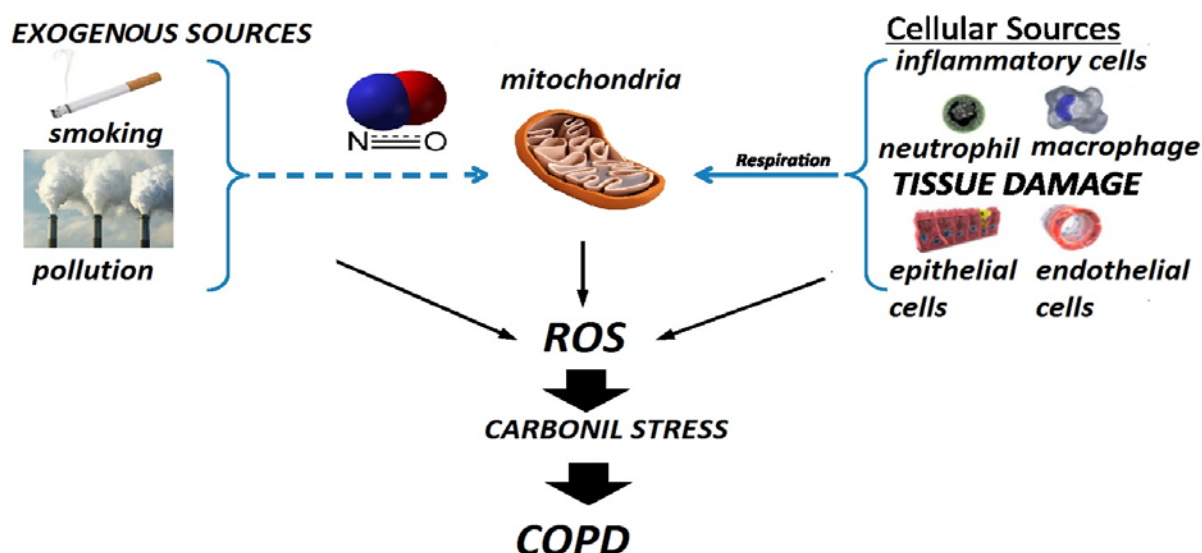 EXOGENOUS SOURCES
smoking
pollution
N O
mitochondria
Respiration
Cellular Sources
inflammatory cells
neutrophil macrophage
TISSUE DAMAGE
epithelial endothelial
cells cells
ROS
CARBONIL STRESS
COPD